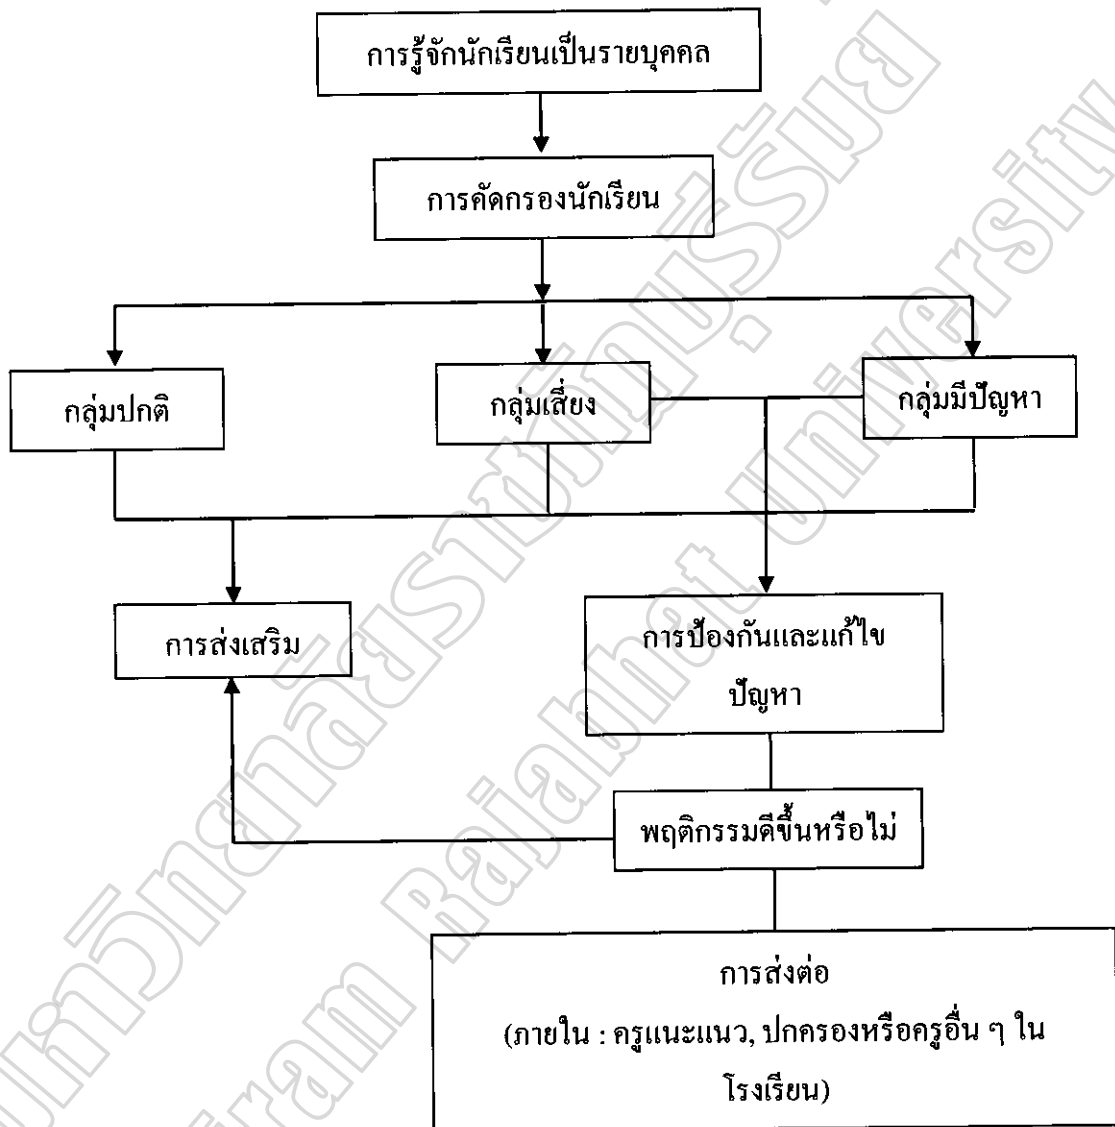 การรู้จักนักเรียนเป็นรายบุคคล
การคัดกรองนักเรียน
กลุ่มปกติ
กลุ่มเสี่ยง
กลุ่มมีปัญหา
การส่งเสริม
การป้องกันและแก้ไข
ปัญหา
พฤติกรรมดีขึ้นหรือไม่
การส่งต่อ
(ภายใน : ครูแนะแนว, ปกครองหรือครูอื่น ๆ ใน
โรงเรียน)
Rajabhat University